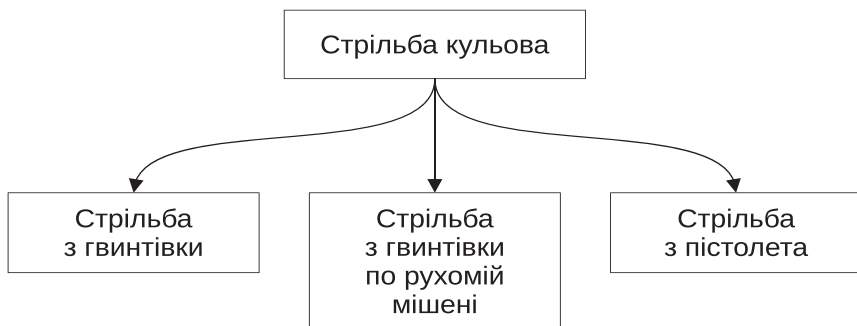 Стрільба кульова
Стрільба
з гвинтівки
Стрільба
з гвинтівки
по рухомій
мішені
Стрільба
з пістолета